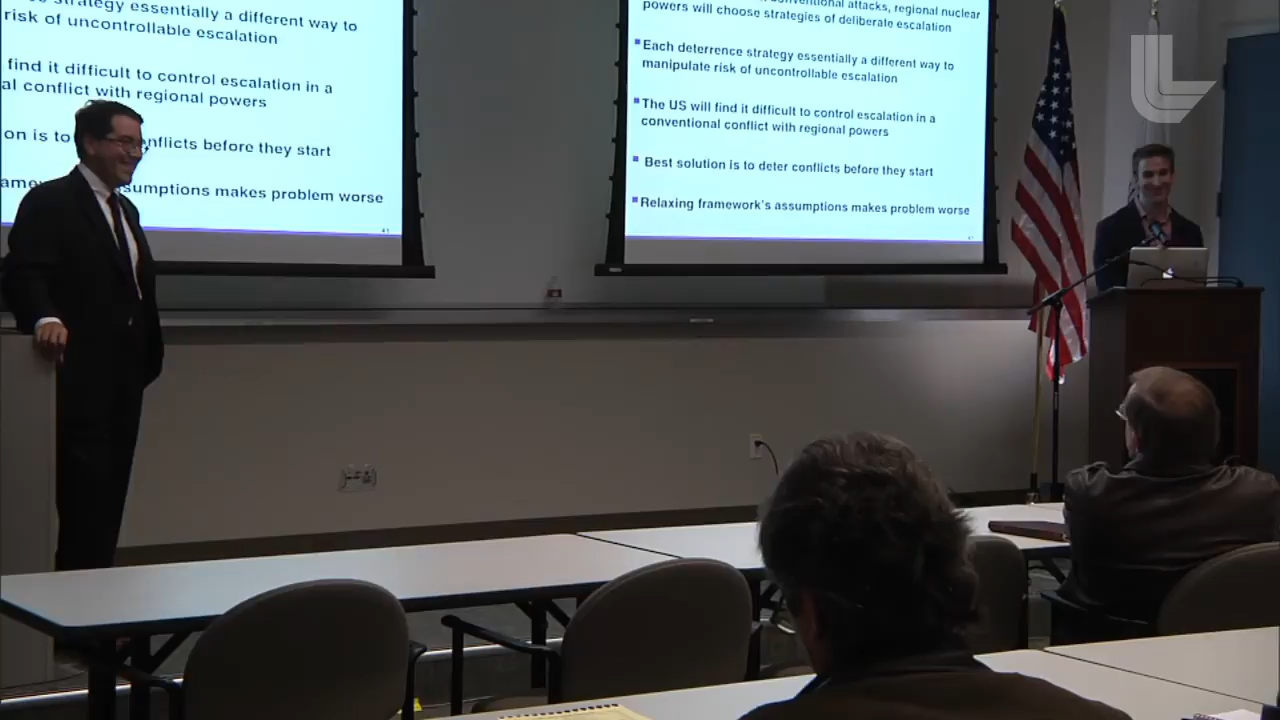 strategy essentially a different way to
risk of uncontrollable escalation
find it difficult to control escalation in a
al conflict with regional powers
on is to nflicts before they start
sumptions makes problem worse
41
conventional attacks, regional nuclear
powers will choose strategies of deliberate escalation
Each deterrence strategy essentially a different way to
manipulate risk of uncontrollable escalation
The US will find it difficult to control escalation in a
conventional conflict with regional powers
Best solution is to deter conflicts before they start
Relaxing framework's assumptions makes problem worse